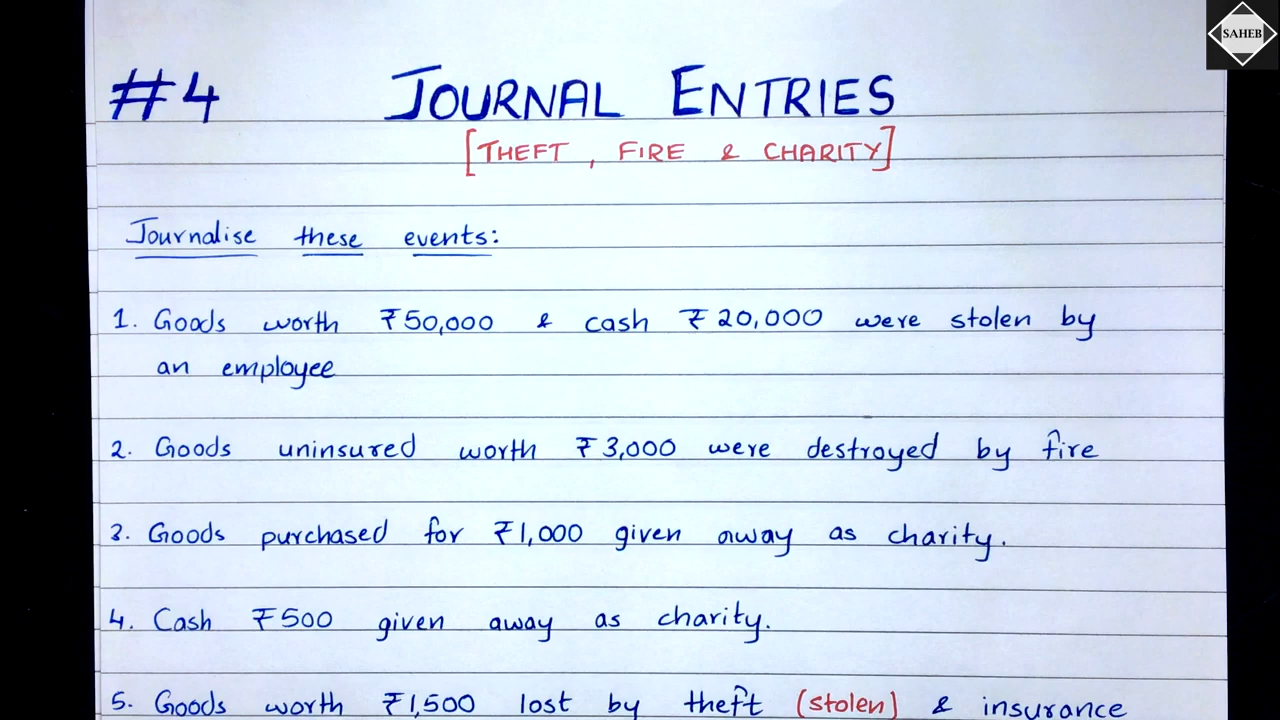 SAHEB
#4 JOURNAL ENTRIES
[THEFT, FIRE & CHARITY]
Journalise these events:
1. Goods worth ₹50,000 & cash ₹20,000 were stolen by
an employee
2. Goods uninsured worth ₹3,000 were destroyed by fire
3. Goods purchased for ₹1,000 given away as charity.
4. Cash ₹500 given away as charity.
5. Goods worth ₹1,500 lost by theft (stolen) & insurance